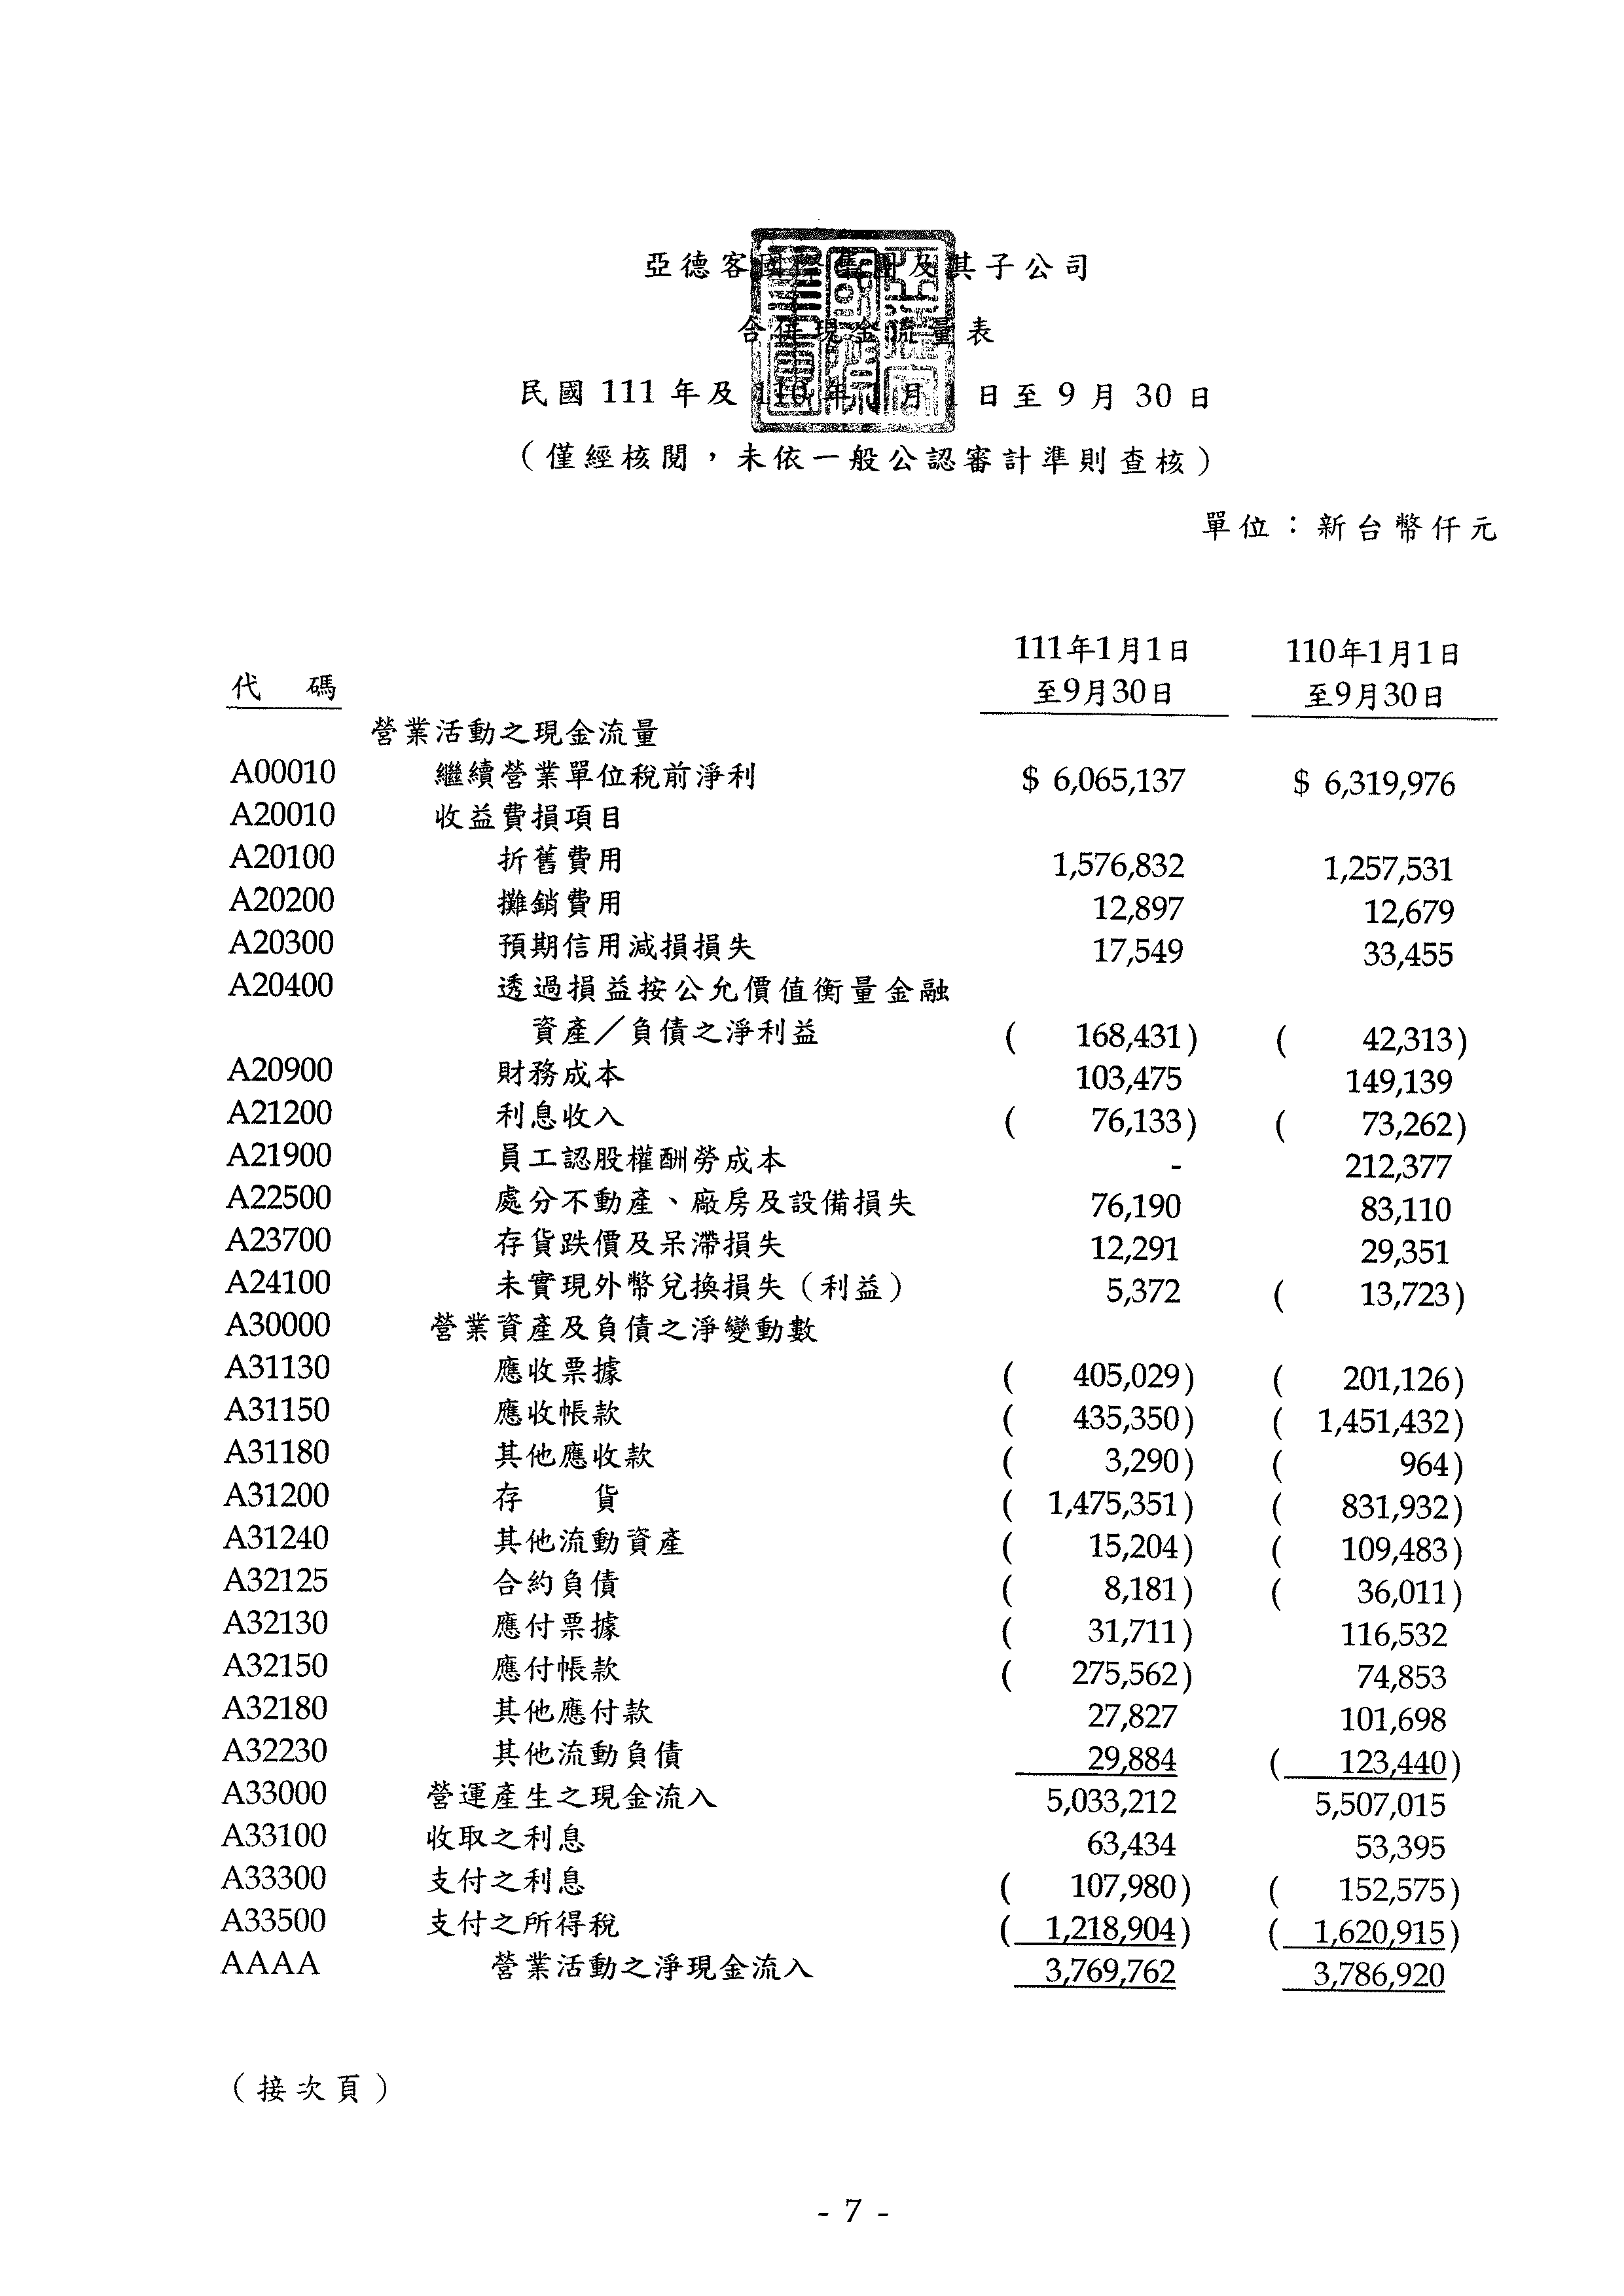 亞德客國際集團及其子公司
合併現金流量表
民國 111 年及 110 年 1 月 1 日至 9 月 30 日
（僅經核閱，未依一般公認審計準則查核）
單位：新台幣仟元
111年1月1日 110年1月1日
代 碼 至9月30日 至9月30日
營業活動之現金流量
A00010 繼續營業單位稅前淨利 $ 6,065,137 $ 6,319,976
A20010 收益費損項目
A20100 折舊費用 1,576,832 1,257,531
A20200 攤銷費用 12,897 12,679
A20300 預期信用減損損失 17,549 33,455
A20400 透過損益按公允價值衡量金融
資產／負債之淨利益 ( 168,431) ( 42,313)
A20900 財務成本 103,475 149,139
A21200 利息收入 ( 76,133) ( 73,262)
A21900 員工認股權酬勞成本 - 212,377
A22500 處分不動產、廠房及設備損失 76,190 83,110
A23700 存貨跌價及呆滯損失 12,291 29,351
A24100 未實現外幣兌換損失（利益） 5,372 ( 13,723)
A30000 營業資產及負債之淨變動數
A31130 應收票據 ( 405,029) ( 201,126)
A31150 應收帳款 ( 435,350) ( 1,451,432)
A31180 其他應收款 ( 3,290) ( 964)
A31200 存 貨 ( 1,475,351) ( 831,932)
A31240 其他流動資產 ( 15,204) ( 109,483)
A32125 合約負債 ( 8,181) ( 36,011)
A32130 應付票據 ( 31,711) 116,532
A32150 應付帳款 ( 275,562) 74,853
A32180 其他應付款 27,827 101,698
A32230 其他流動負債 29,884 ( 123,440)
A33000 營運產生之現金流入 5,033,212 5,507,015
A33100 收取之利息 63,434 53,395
A33300 支付之利息 ( 107,980) ( 152,575)
A33500 支付之所得稅 ( 1,218,904) ( 1,620,915)
AAAA 營業活動之淨現金流入 3,769,762 3,786,920
（接次頁）
- 7 -